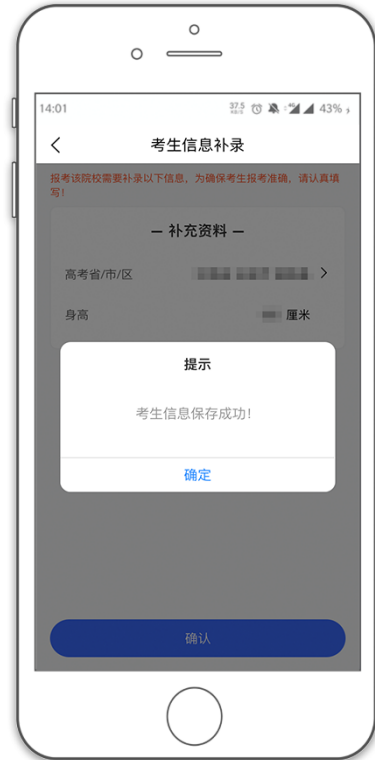 14:01
37.5
KB/S
4G
43%
考生信息补录
报考该院校需要补录以下信息，为确保考生报考准确，请认真填
写！
— 补充资料 —
高考省/市/区
身高 厘米
提示
考生信息保存成功！
确定
确认